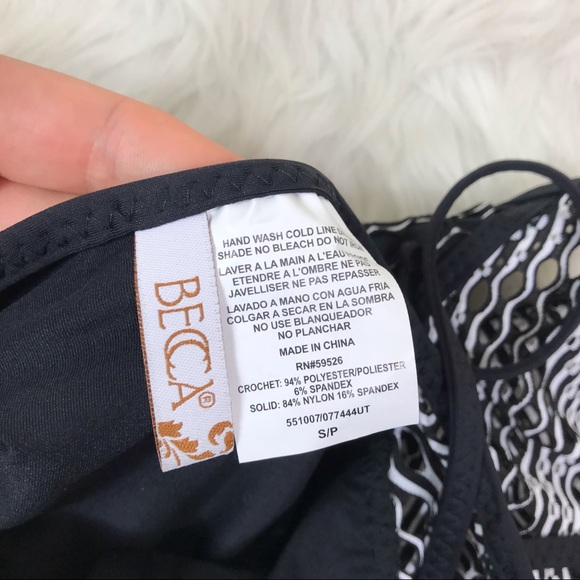 BECCA®
HAND WASH COLD LINE
SHADE NO BLEACH DO NOT
LAVER A LA MAIN A L'EAU
ETENDRE A L'OMBRE NE PAS
JAVELLISER NE PAS REPASSER
LAVADO A MANO CON AGUA FRIA
COLGAR A SECAR EN LA SOMBRA
NO USE BLANQUEADOR
NO PLANCHAR
MADE IN CHINA
RN#59526
CROCHET: 94% POLYESTER/POLIESTER
6% SPANDEX
SOLID: 84% NYLON 16% SPANDEX
551007/077444UT
S/P